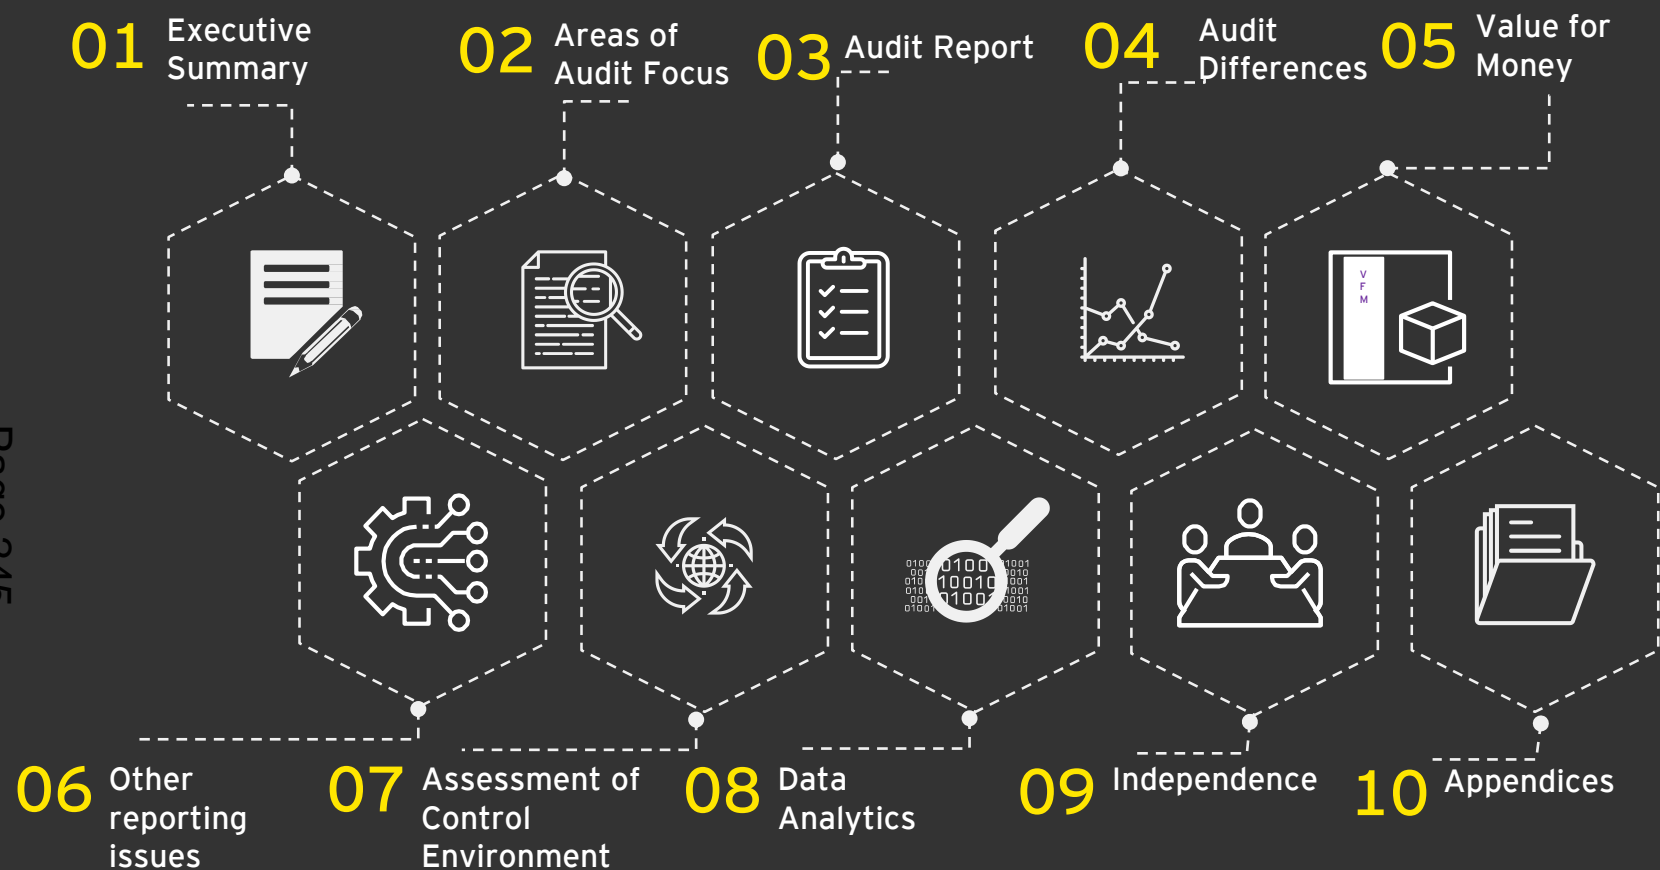 01 Executive
Summary
02 Areas of
Audit Focus
03 Audit Report
04 Audit
Differences
05 Value for
Money
V
F
M
06 Other
reporting
issues
07 Assessment of
Control
Environment
08 Data
Analytics
09 Independence
10 Appendices